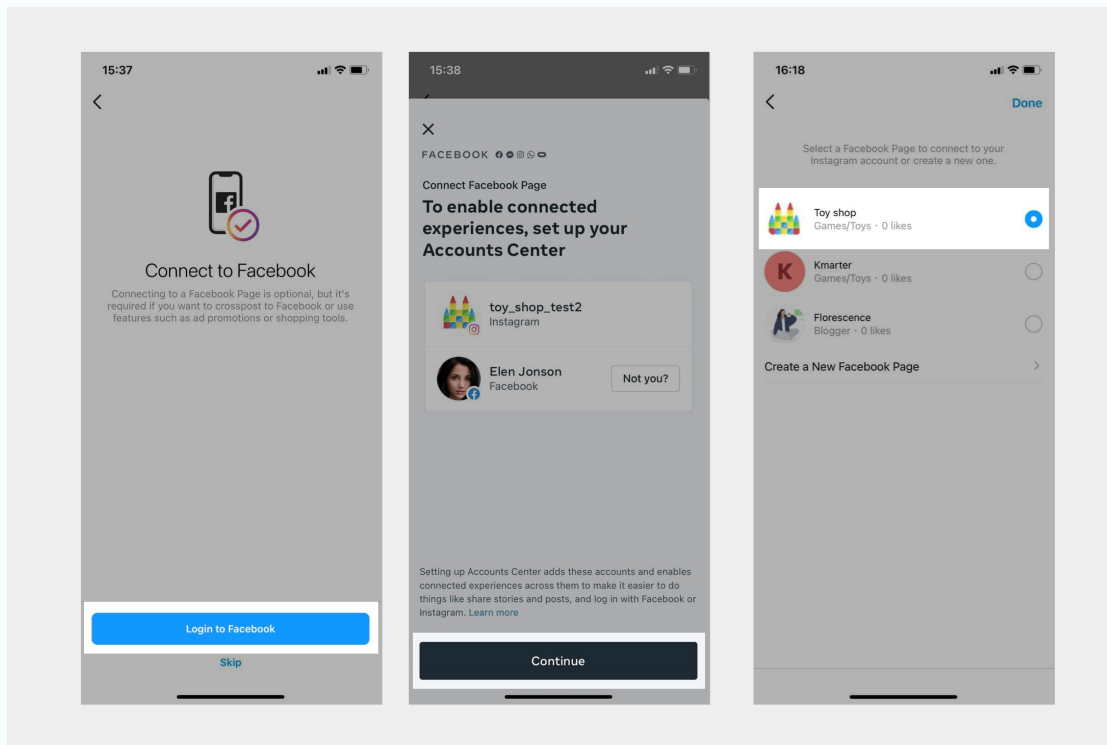 15:37
Connect to Facebook
Connecting to a Facebook Page is optional, but it's
required if you want to crosspost to Facebook or use
features such as ad promotions or shopping tools.
Login to Facebook
Skip
15:38
FACEBOOK
Connect Facebook Page
To enable connected
experiences, set up your
Accounts Center
toy_shop_test2
Instagram
Elen Jonson
Facebook
Not you?
Setting up Accounts Center adds these accounts and enables
connected experiences across them to make it easier to do
things like share stories and posts, and log in with Facebook or
Instagram. Learn more
Continue
16:18
Done
Select a Facebook Page to connect to your
Instagram account or create a new one.
Toy shop
Games/Toys · 0 likes
K
Kmarter
Games/Toys · 0 likes
Florescence
Blogger · 0 likes
Create a New Facebook Page